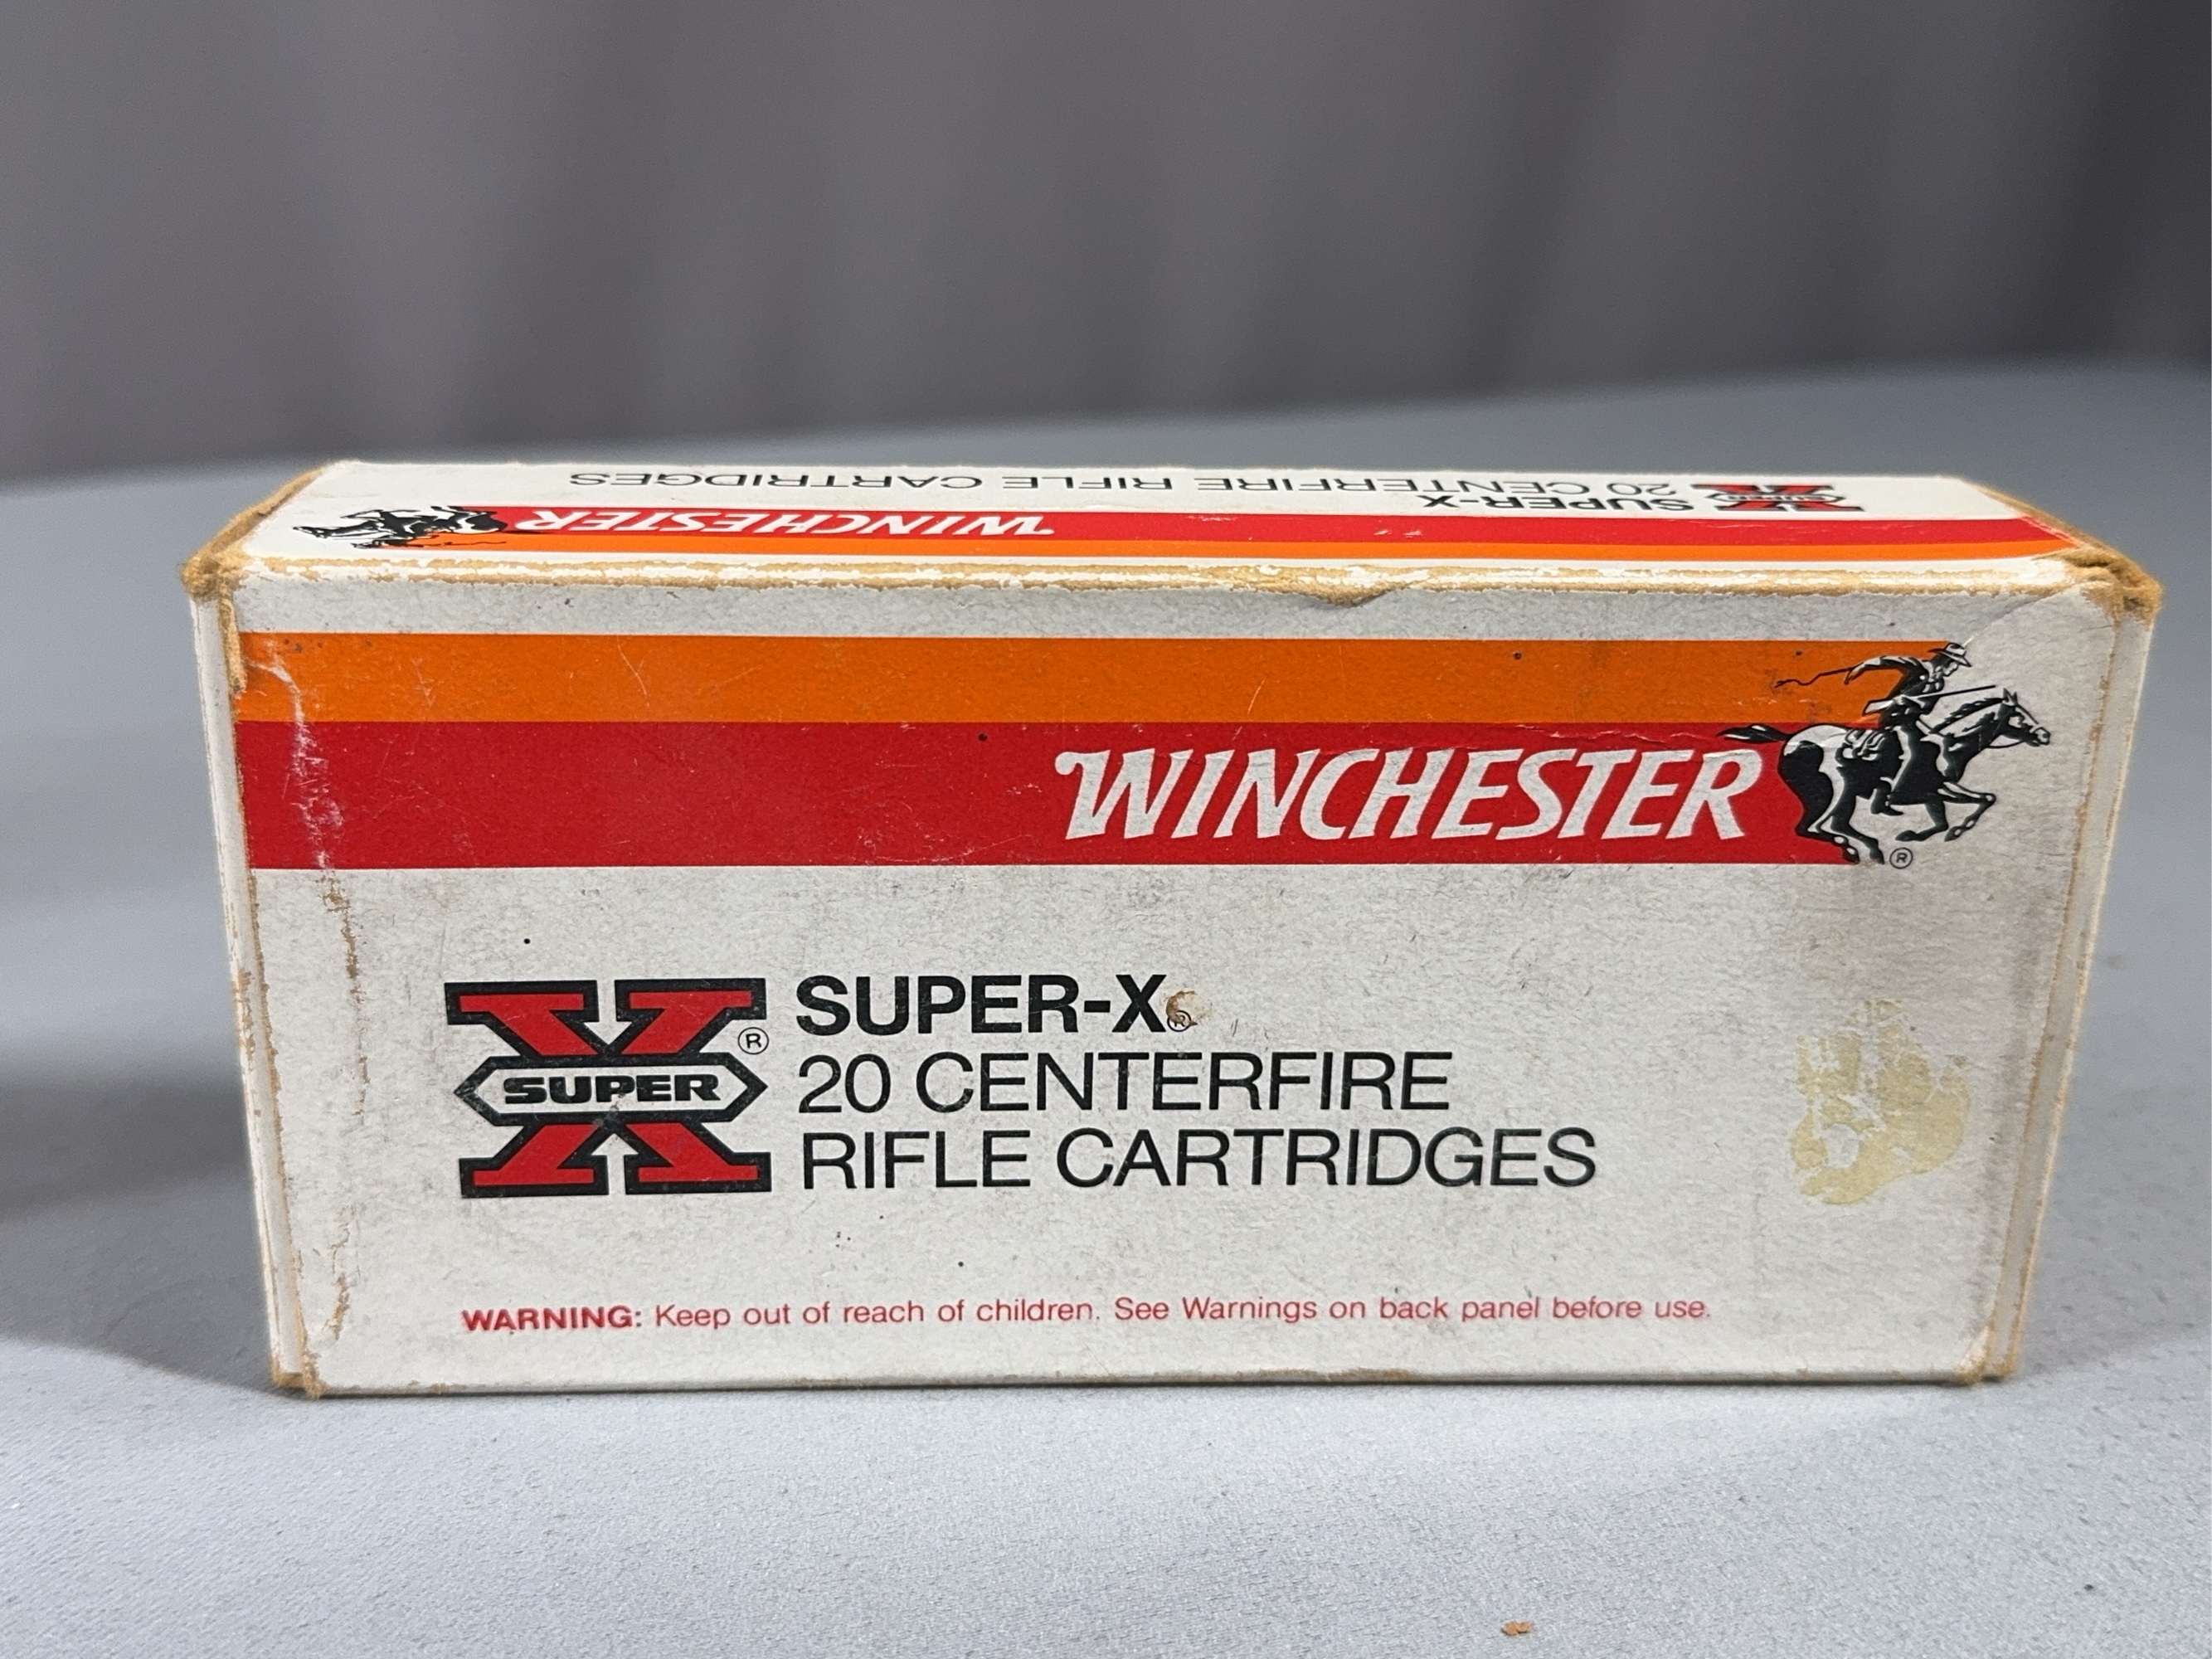 SUPER-X
20 CENTERFIRE RIFLE CARTRIDGES
SUPER
WINCHESTER
WINCHESTER
®
SUPER
®
SUPER-X®
20 CENTERFIRE
RIFLE CARTRIDGES
WARNING: Keep out of reach of children. See Warnings on back panel before use.